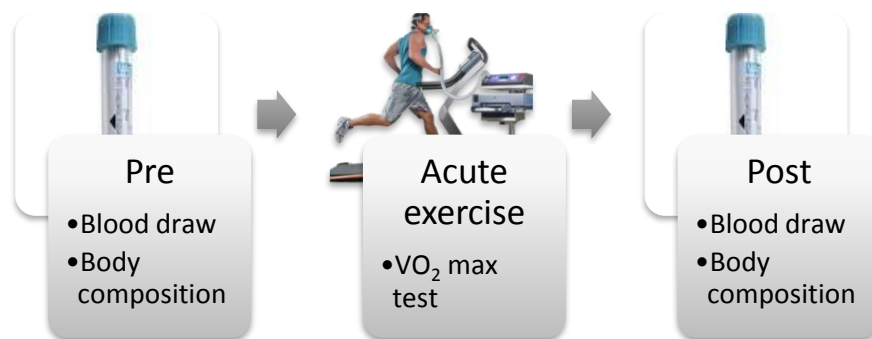 Pre
•Blood draw
•Body
composition
Acute
exercise
•VO₂ max
test
Post
•Blood draw
•Body
composition